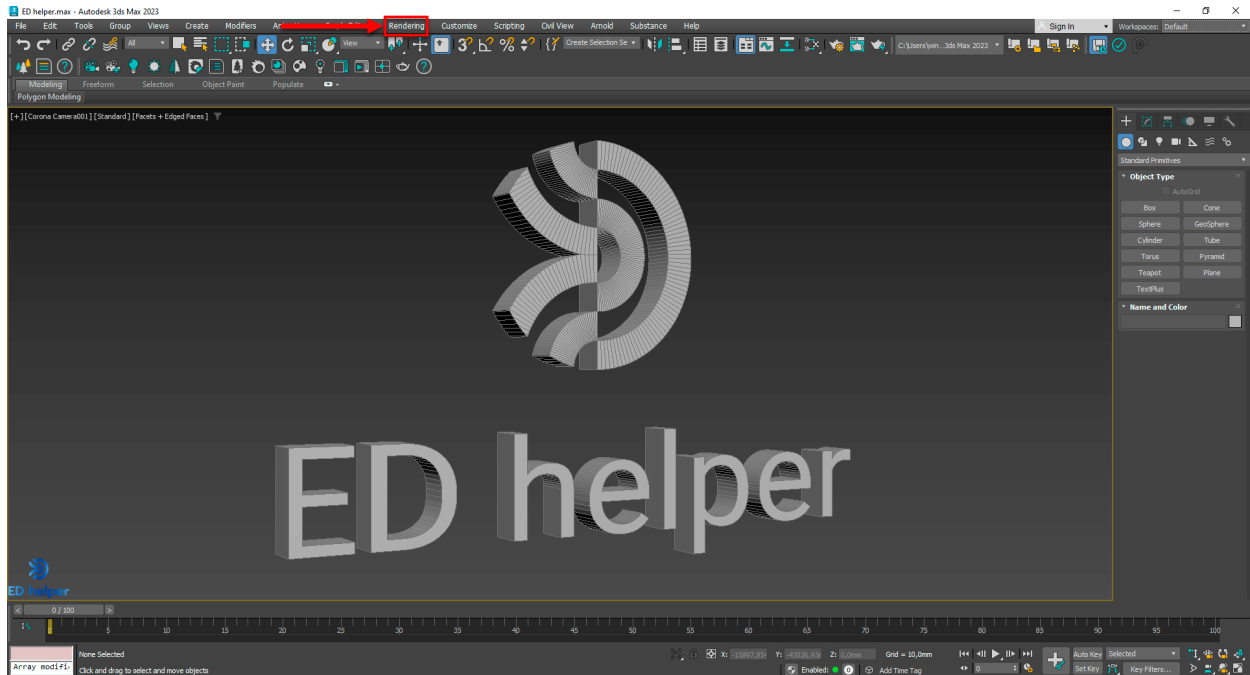 ED helper.max - Autodesk 3ds Max 2023
File Edit Tools Group Views Create Modifiers Rendering Customize Scripting Civil View Arnold Substance Help
Sign In Workspaces: Default
All View Create Selection Se C:\Users\win...3ds Max 2023
Modeling Freeform Selection Object Paint Populate
Polygon Modeling
[+] [Corona Camera001] [Standard] [Facets + Edged Faces]
Standard Primitives
Object Type
AutoGrid
Box Cone
Sphere GeoSphere
Cylinder Tube
Torus Pyramid
Teapot Plane
TextPlus
Name and Color
ED helper
ED helper
0 / 100
0 5 10 15 20 25 30 35 40 45 50 55 60 65 70 75 80 85 90 95 100
None Selected X: Y: Z: 0,0mm Grid = 10,0mm Auto Key Selected
Array modifi Click and drag to select and move objects Enabled: 0 Add Time Tag 0 Set Key Key Filters...